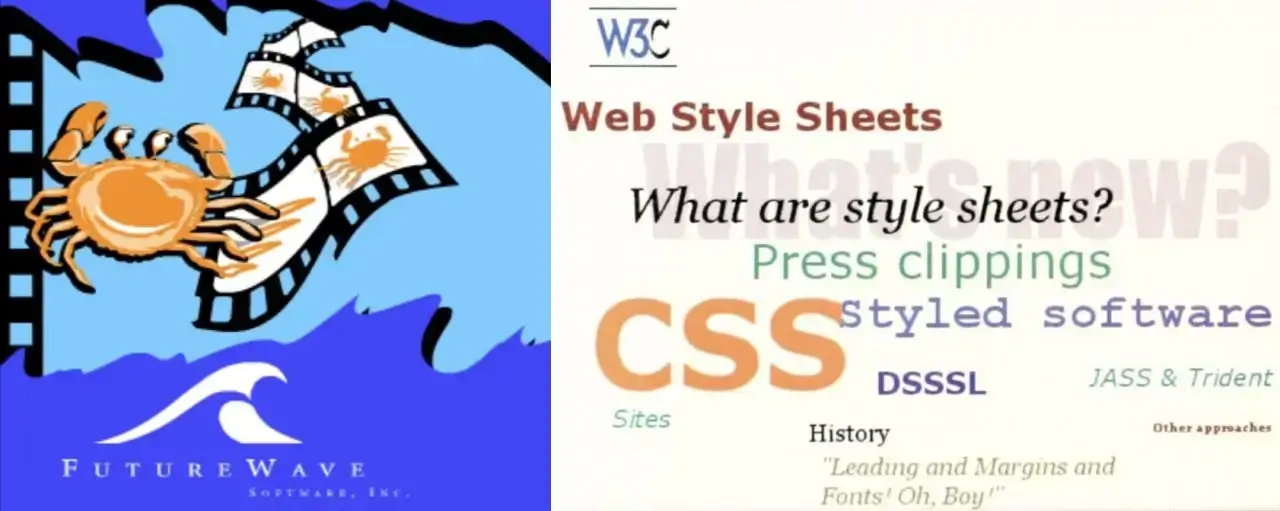 FUTUREWAVE
SOFTWARE, INC.
W3C
Web Style Sheets
What's new?
What are style sheets?
Press clippings
CSS
Styled software
DSSSL
JASS & Trident
Sites
History
Other approaches
"Leading and Margins and
Fonts! Oh, Boy!"